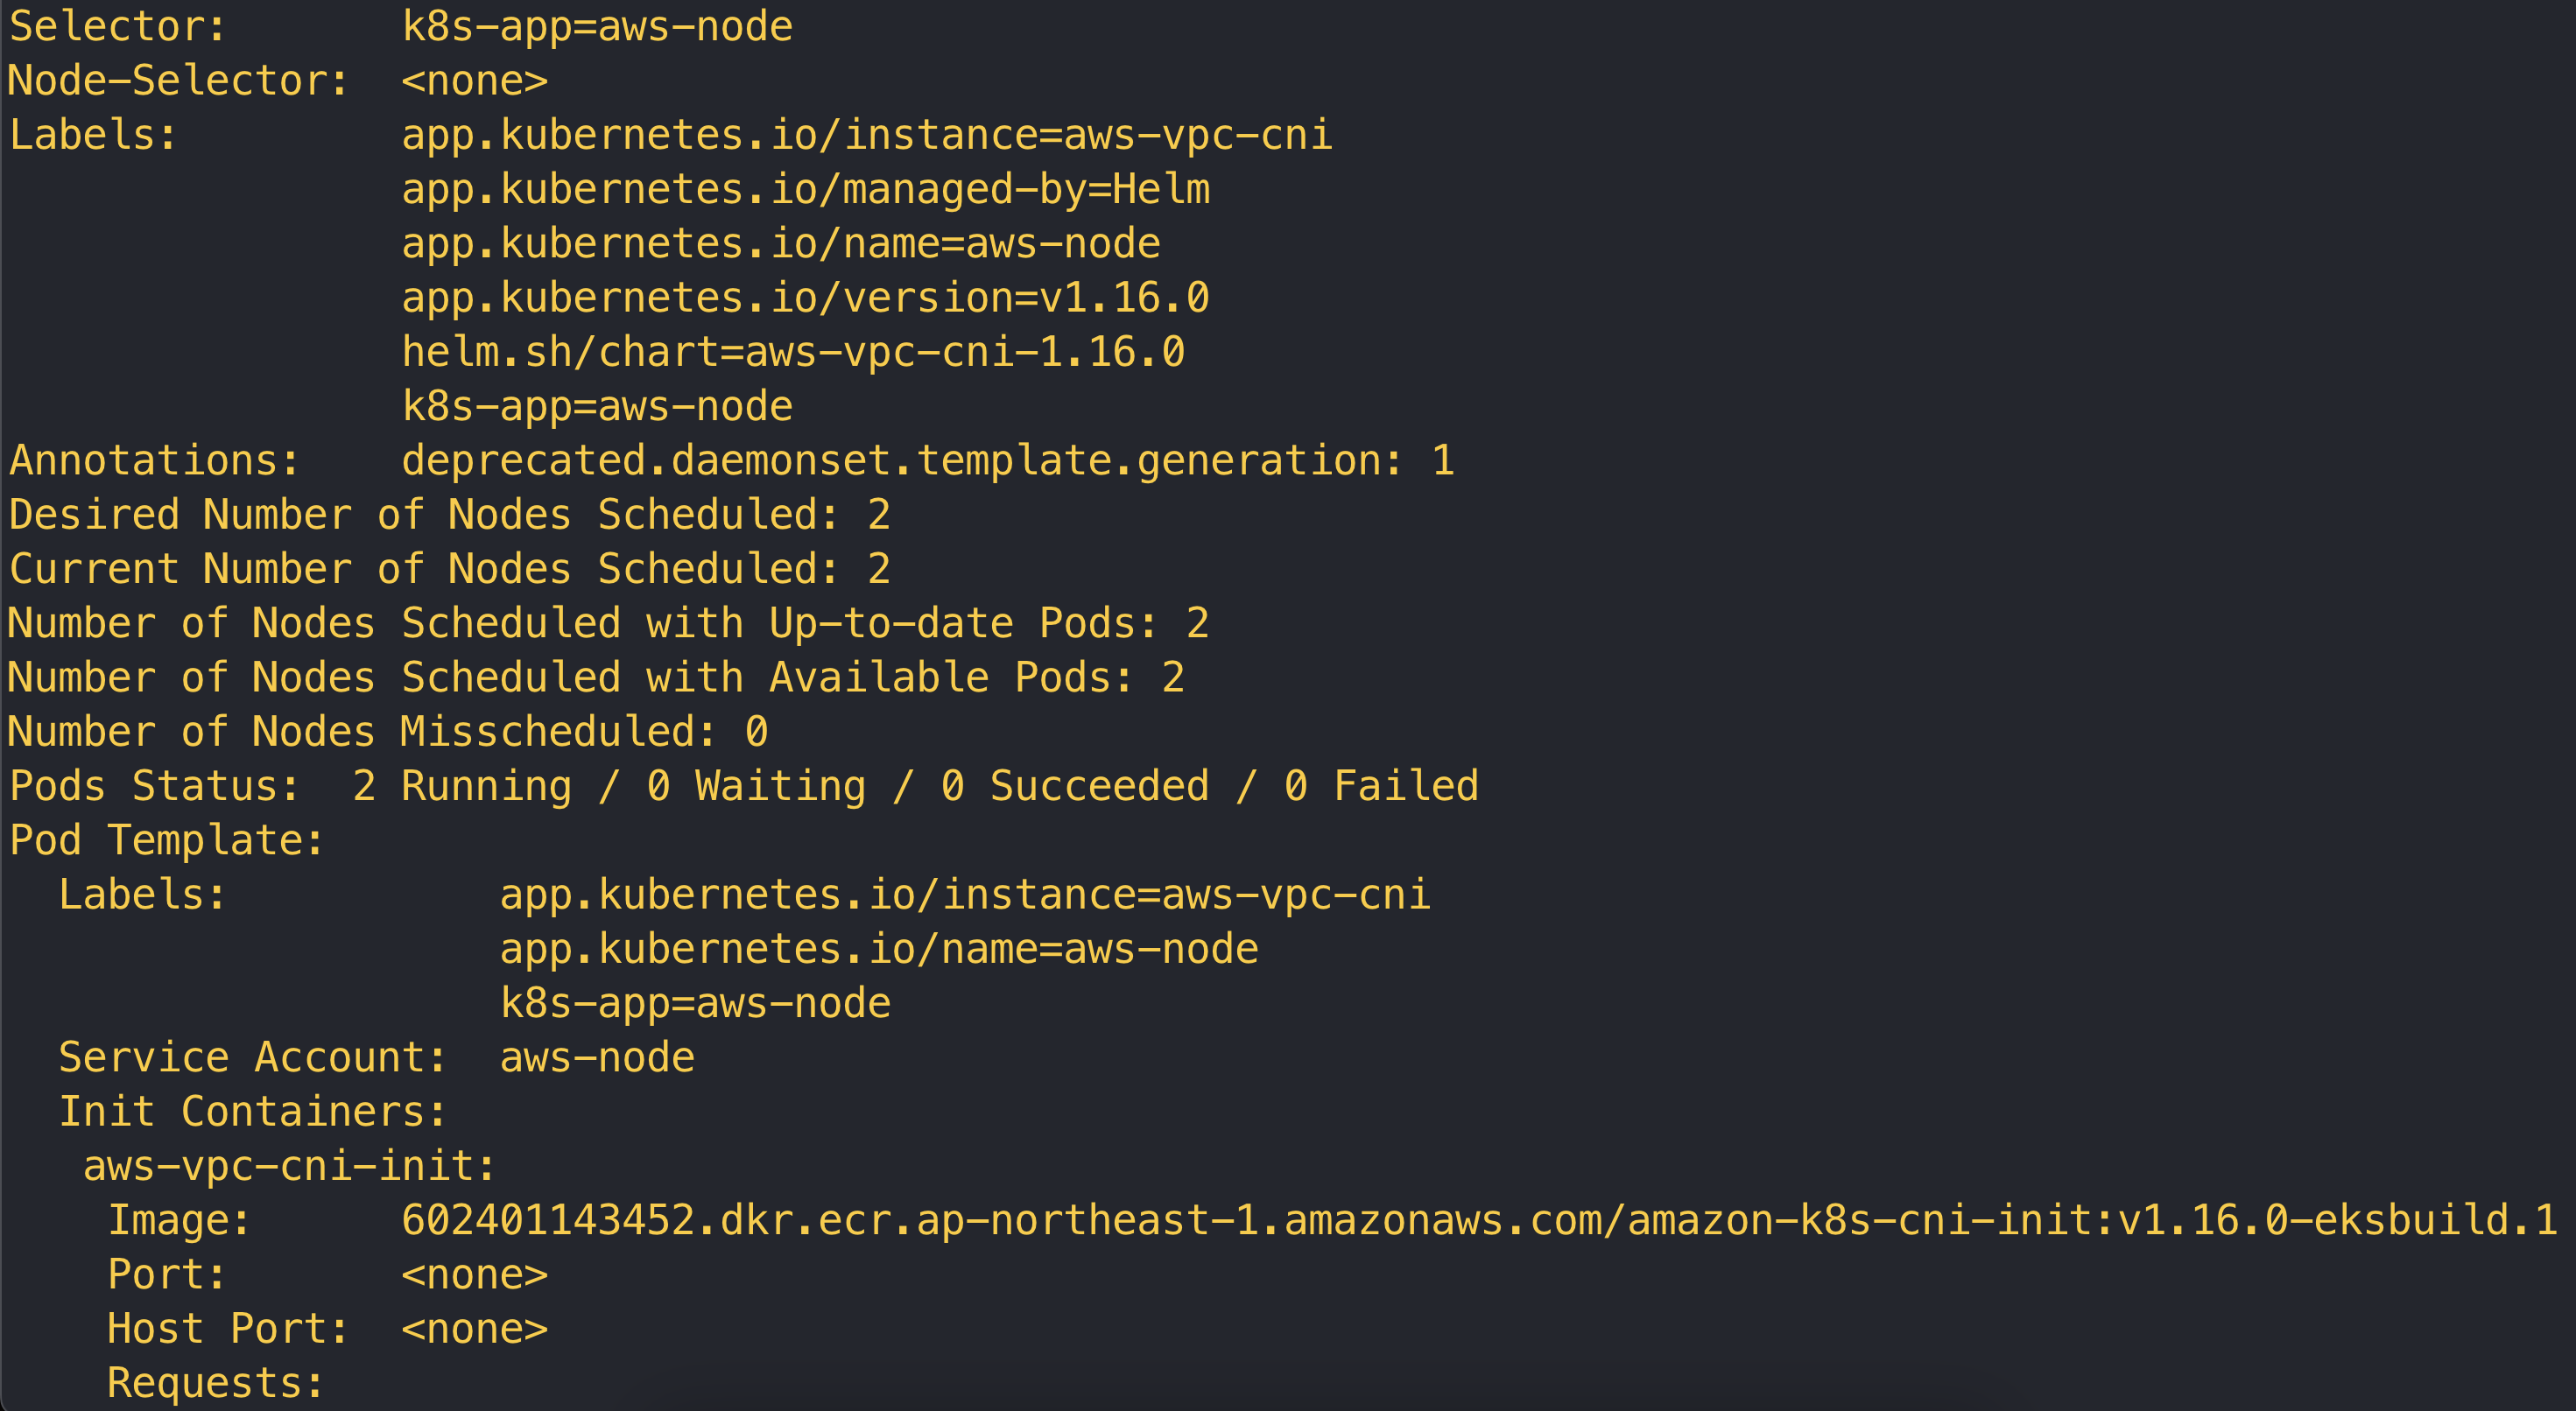 Selector:       k8s-app=aws-node
Node-Selector:  <none>
Labels:         app.kubernetes.io/instance=aws-vpc-cni
                app.kubernetes.io/managed-by=Helm
                app.kubernetes.io/name=aws-node
                app.kubernetes.io/version=v1.16.0
                helm.sh/chart=aws-vpc-cni-1.16.0
                k8s-app=aws-node
Annotations:    deprecated.daemonset.template.generation: 1
Desired Number of Nodes Scheduled: 2
Current Number of Nodes Scheduled: 2
Number of Nodes Scheduled with Up-to-date Pods: 2
Number of Nodes Scheduled with Available Pods: 2
Number of Nodes Misscheduled: 0
Pods Status:  2 Running / 0 Waiting / 0 Succeeded / 0 Failed
Pod Template:
  Labels:           app.kubernetes.io/instance=aws-vpc-cni
                    app.kubernetes.io/name=aws-node
                    k8s-app=aws-node
  Service Account:  aws-node
  Init Containers:
   aws-vpc-cni-init:
    Image:      602401143452.dkr.ecr.ap-northeast-1.amazonaws.com/amazon-k8s-cni-init:v1.16.0-eksbuild.1
    Port:       <none>
    Host Port:  <none>
    Requests: